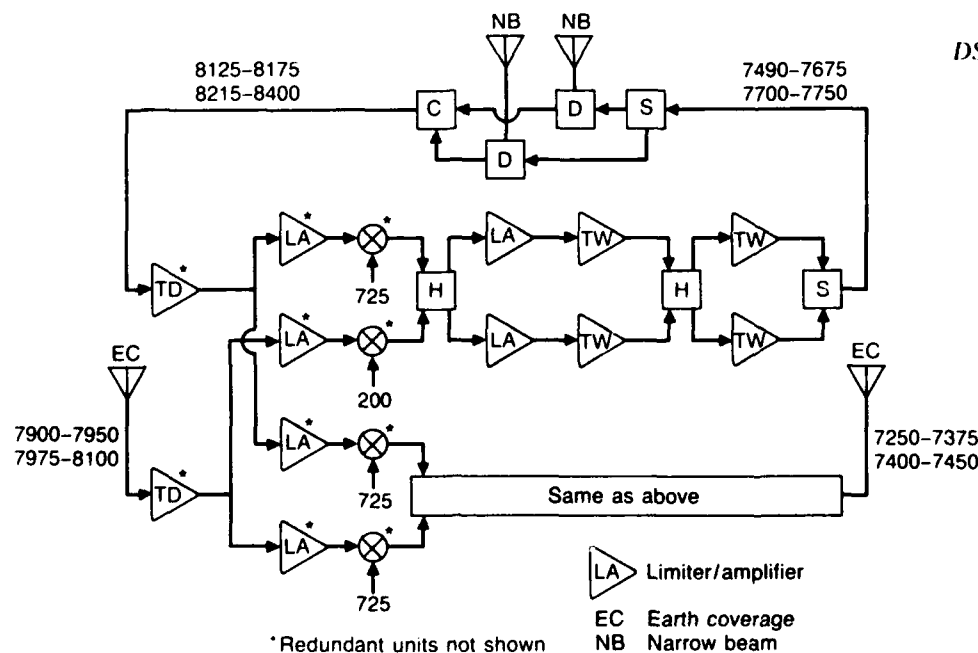 NB NB
DS
8125–8175
8215–8400
7490–7675
7700–7750
C D S
D
LA* * LA TW TW
TD* 725 H H S
LA* * LA TW TW
EC 200 EC
7900–7950
7975–8100
LA* *
7250–7375
7400–7450
TD* 725 Same as above
LA* *
725
LA Limiter/amplifier
EC Earth coverage
*Redundant units not shown NB Narrow beam